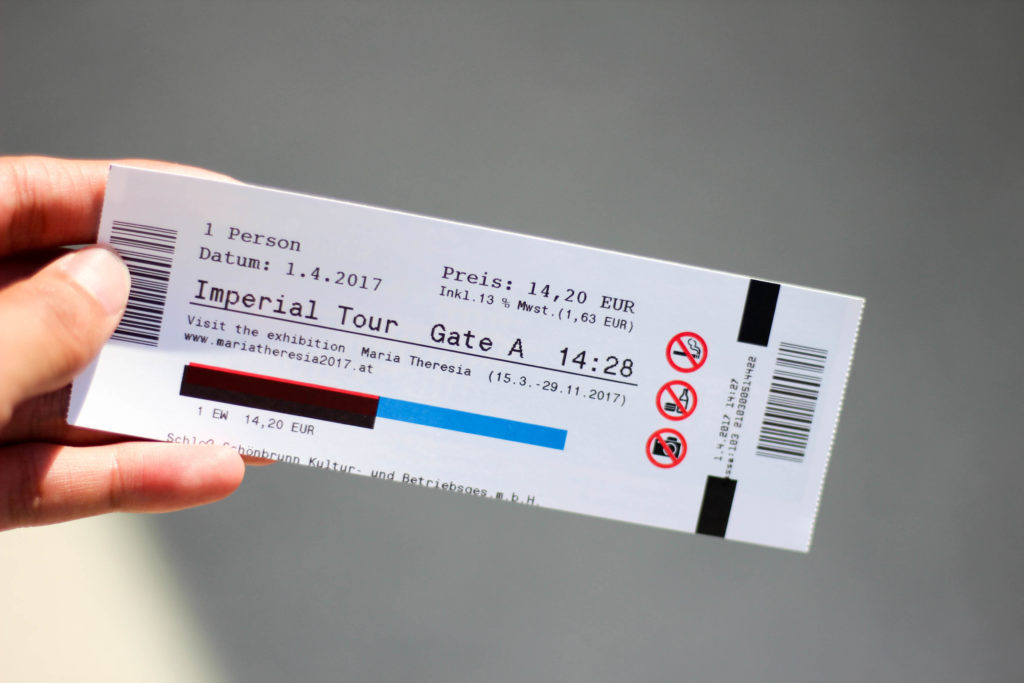 1 Person
Datum: 1.4.2017
Preis: 14,20 EUR
Inkl.13 % Mwst.(1,63 EUR)
Imperial Tour Gate A 14:28
Visit the exhibition Maria Theresia (15.3.-29.11.2017)
www.mariatheresia2017.at
1 EW 14,20 EUR
Schloß Schönbrunn Kultur- und Betriebsges.m.b.H.
1.4.2017 14:27